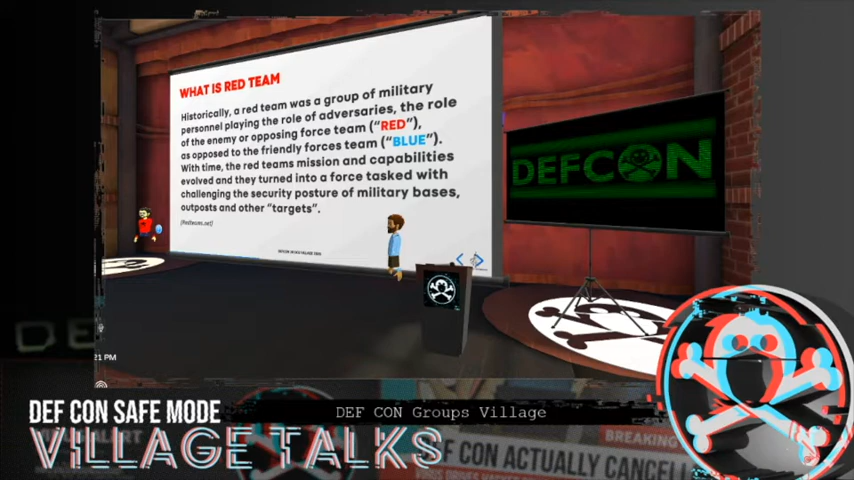 WHAT IS RED TEAM
Historically, a red team was a group of military
personnel playing the role of adversaries, the role
of the enemy or opposing force team ("RED"),
as opposed to the friendly forces team ("BLUE").
With time, the red teams mission and capabilities
evolved and they turned into a force tasked with
challenging the security posture of military bases,
outposts and other "targets".
DEFCON
21 PM
DEF CON SAFE MODE
VILLAGE TALKS
DEF CON Groups Village
BREAKING
F CON ACTUALLY CANCELL